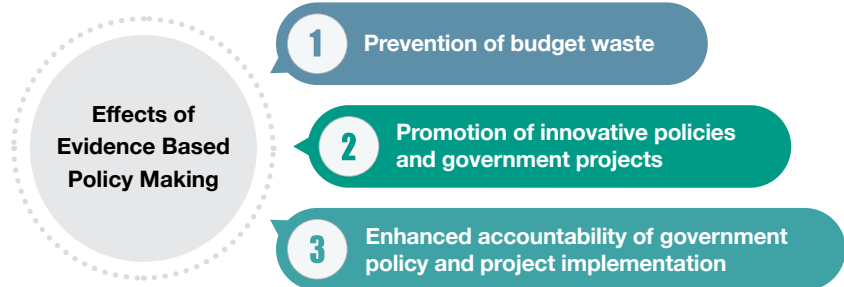 Effects of
Evidence Based
Policy Making
1
Prevention of budget waste
2
Promotion of innovative policies
and government projects
3
Enhanced accountability of government
policy and project implementation